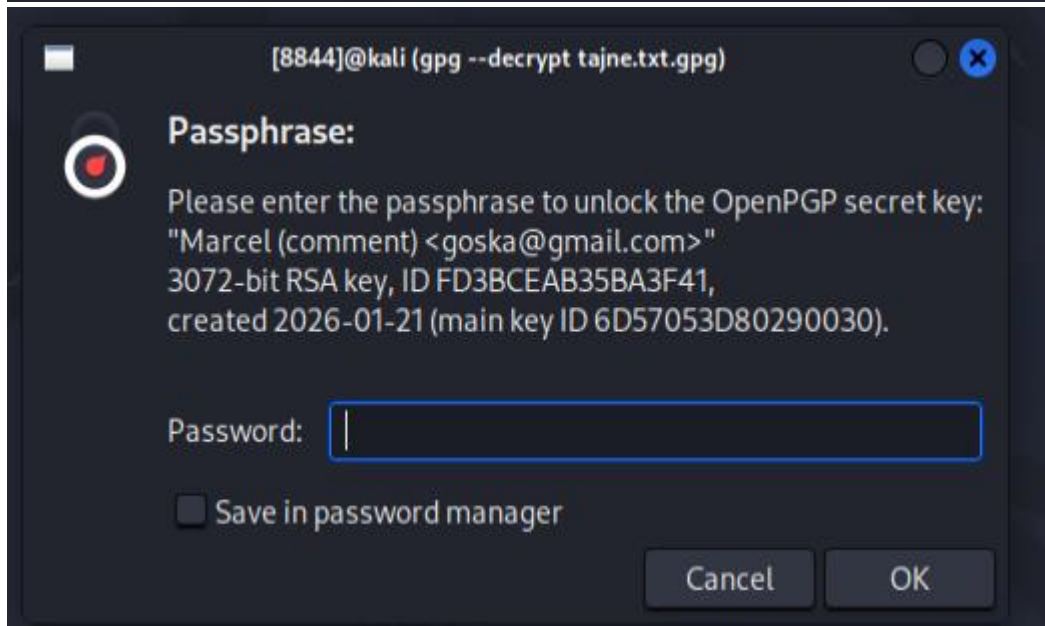 [8844]@kali (gpg --decrypt tajne.txt.gpg)
Passphrase:
Please enter the passphrase to unlock the OpenPGP secret key:
"Marcel (comment) <goska@gmail.com>"
3072-bit RSA key, ID FD3BCEAB35BA3F41,
created 2026-01-21 (main key ID 6D57053D80290030).
Password:
Save in password manager
Cancel OK